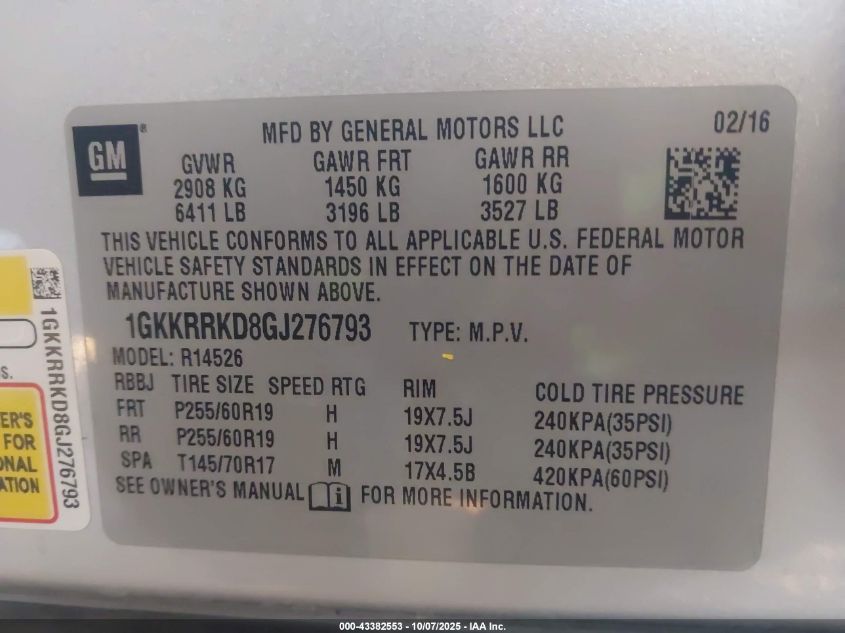 GM®
MFD BY GENERAL MOTORS LLC
02/16
GVWR GAWR FRT GAWR RR
2908 KG 1450 KG 1600 KG
6411 LB 3196 LB 3527 LB
THIS VEHICLE CONFORMS TO ALL APPLICABLE U.S. FEDERAL MOTOR
VEHICLE SAFETY STANDARDS IN EFFECT ON THE DATE OF
MANUFACTURE SHOWN ABOVE.
1GKKRRKD8GJ276793 TYPE: M.P.V.
MODEL: R14526
RBBJ TIRE SIZE SPEED RTG RIM COLD TIRE PRESSURE
FRT P255/60R19 H 19X7.5J 240KPA(35PSI)
RR P255/60R19 H 19X7.5J 240KPA(35PSI)
SPA T145/70R17 M 17X4.5B 420KPA(60PSI)
SEE OWNER'S MANUAL i FOR MORE INFORMATION.
1GKKRRKD8GJ276793
S.
ER'S
FOR
ONAL
ATION
000-43382553 - 10/07/2025 - IAA Inc.